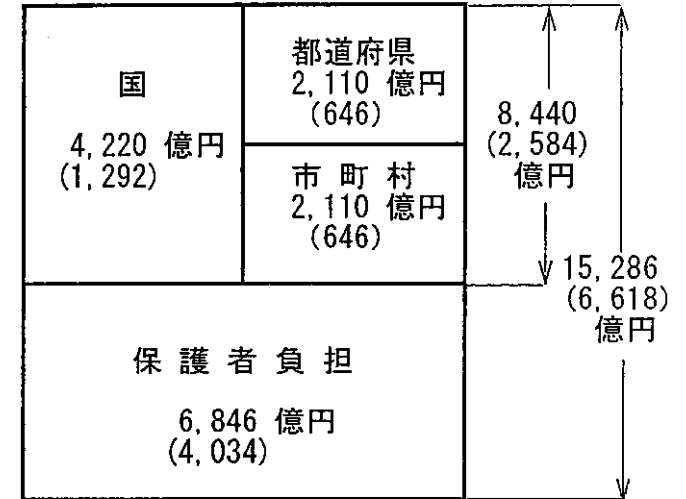 国
4,220 億円
(1,292)
都道府県
2,110 億円
(646)
市町村
2,110 億円
(646)
8,440
(2,584)
億円
15,286
(6,618)
億円
保護者負担
6,846 億円
(4,034)